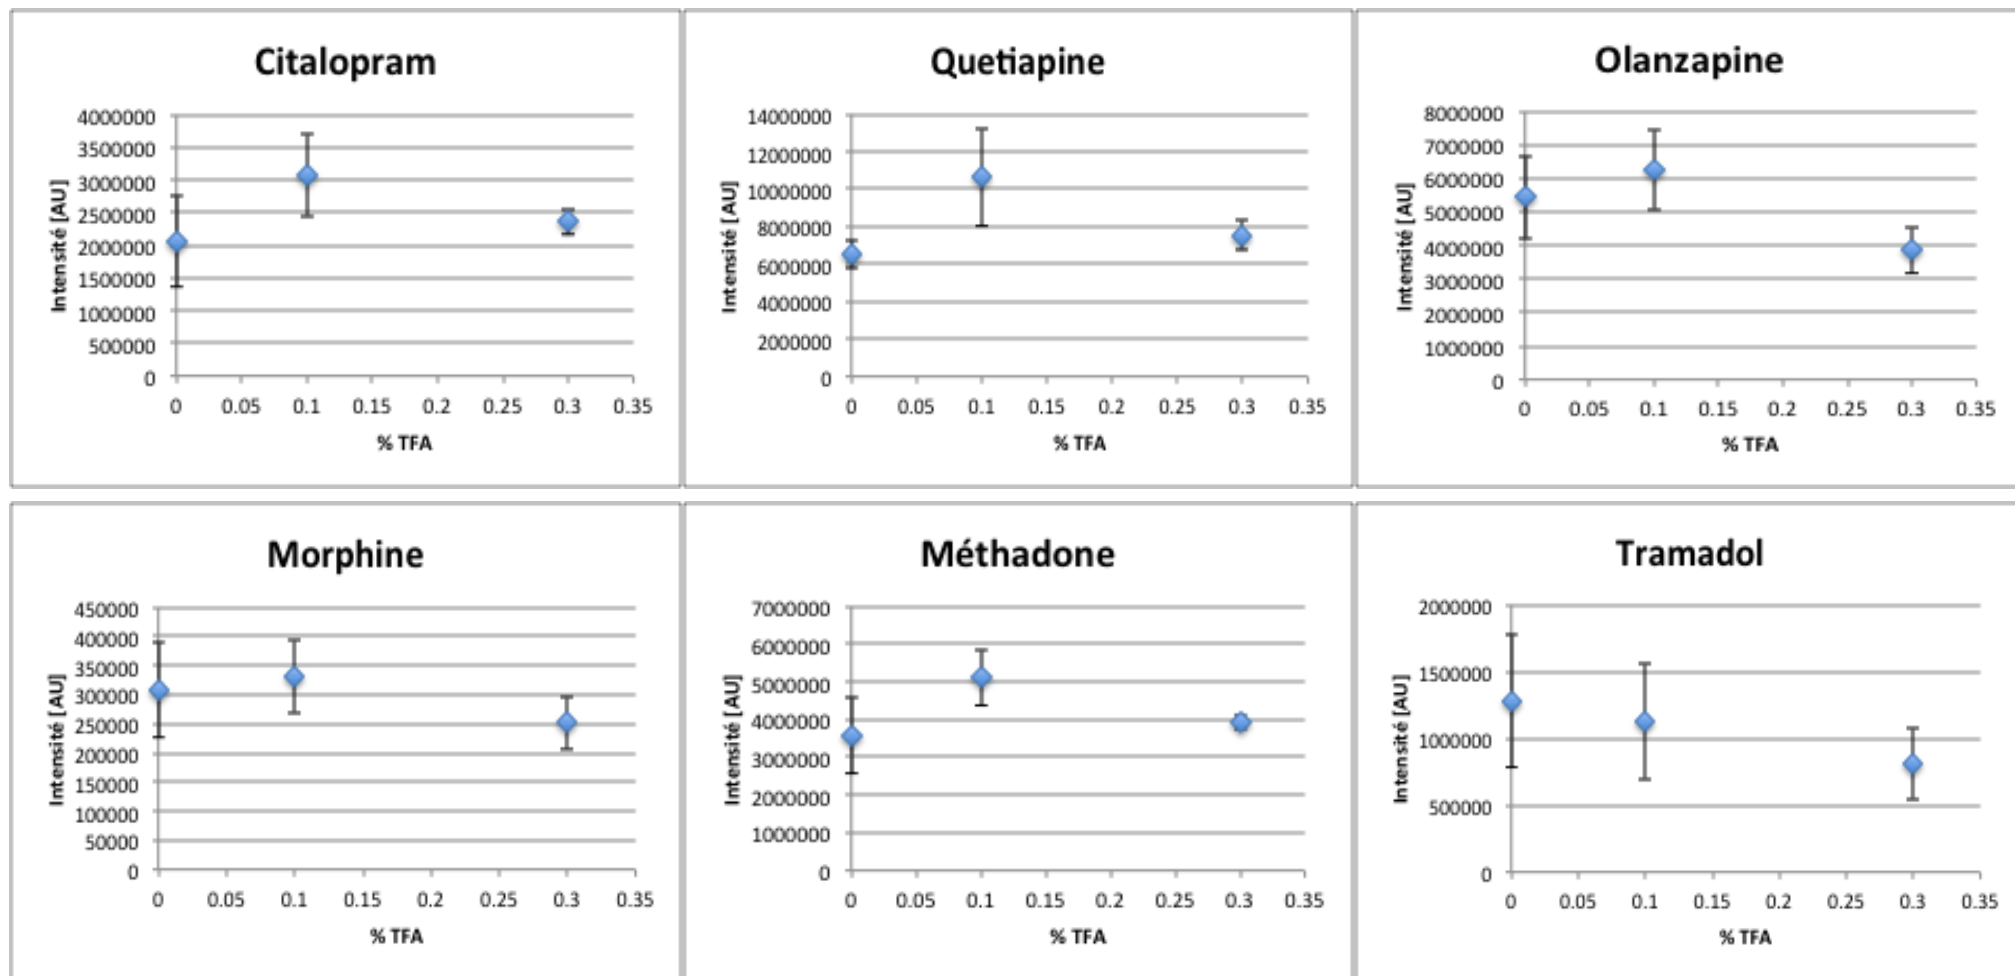 Citalopram
Intensité [AU]
4000000
3500000
3000000
2500000
2000000
1500000
1000000
500000
0
0 0.05 0.1 0.15 0.2 0.25 0.3 0.35
% TFA
Quetiapine
Intensité [AU]
14000000
12000000
10000000
8000000
6000000
4000000
2000000
0
0 0.05 0.1 0.15 0.2 0.25 0.3 0.35
% TFA
Olanzapine
Intensité [AU]
8000000
7000000
6000000
5000000
4000000
3000000
2000000
1000000
0
0 0.05 0.1 0.15 0.2 0.25 0.3 0.35
% TFA
Morphine
Intensité [AU]
450000
400000
350000
300000
250000
200000
150000
100000
50000
0
0 0.05 0.1 0.15 0.2 0.25 0.3 0.35
% TFA
Méthadone
Intensité [AU]
7000000
6000000
5000000
4000000
3000000
2000000
1000000
0
0 0.05 0.1 0.15 0.2 0.25 0.3 0.35
% TFA
Tramadol
Intensité [AU]
2000000
1500000
1000000
500000
0
0 0.05 0.1 0.15 0.2 0.25 0.3 0.35
% TFA